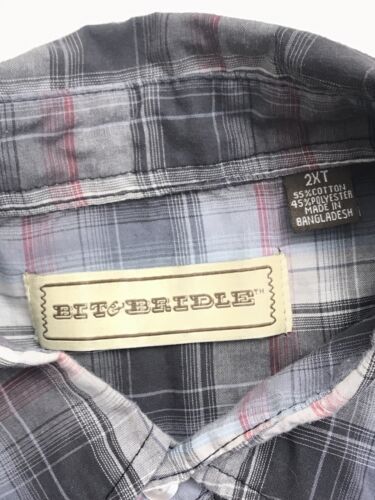 2XT
55%COTTON
45%POLYESTER
MADE IN
BANGLADESH
BIT&BRIDLE™